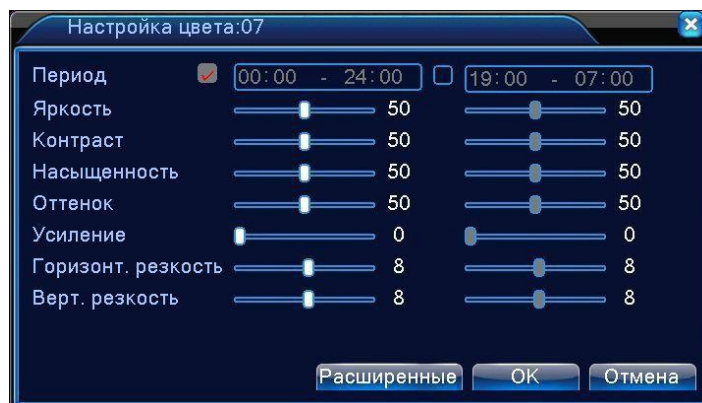 Настройка цвета:07
Период 00:00 - 24:00 19:00 - 07:00
Яркость 50 50
Контраст 50 50
Насыщенность 50 50
Оттенок 50 50
Усиление 0 0
Горизонт. резкость 8 8
Верт. резкость 8 8
Расширенные OK Отмена